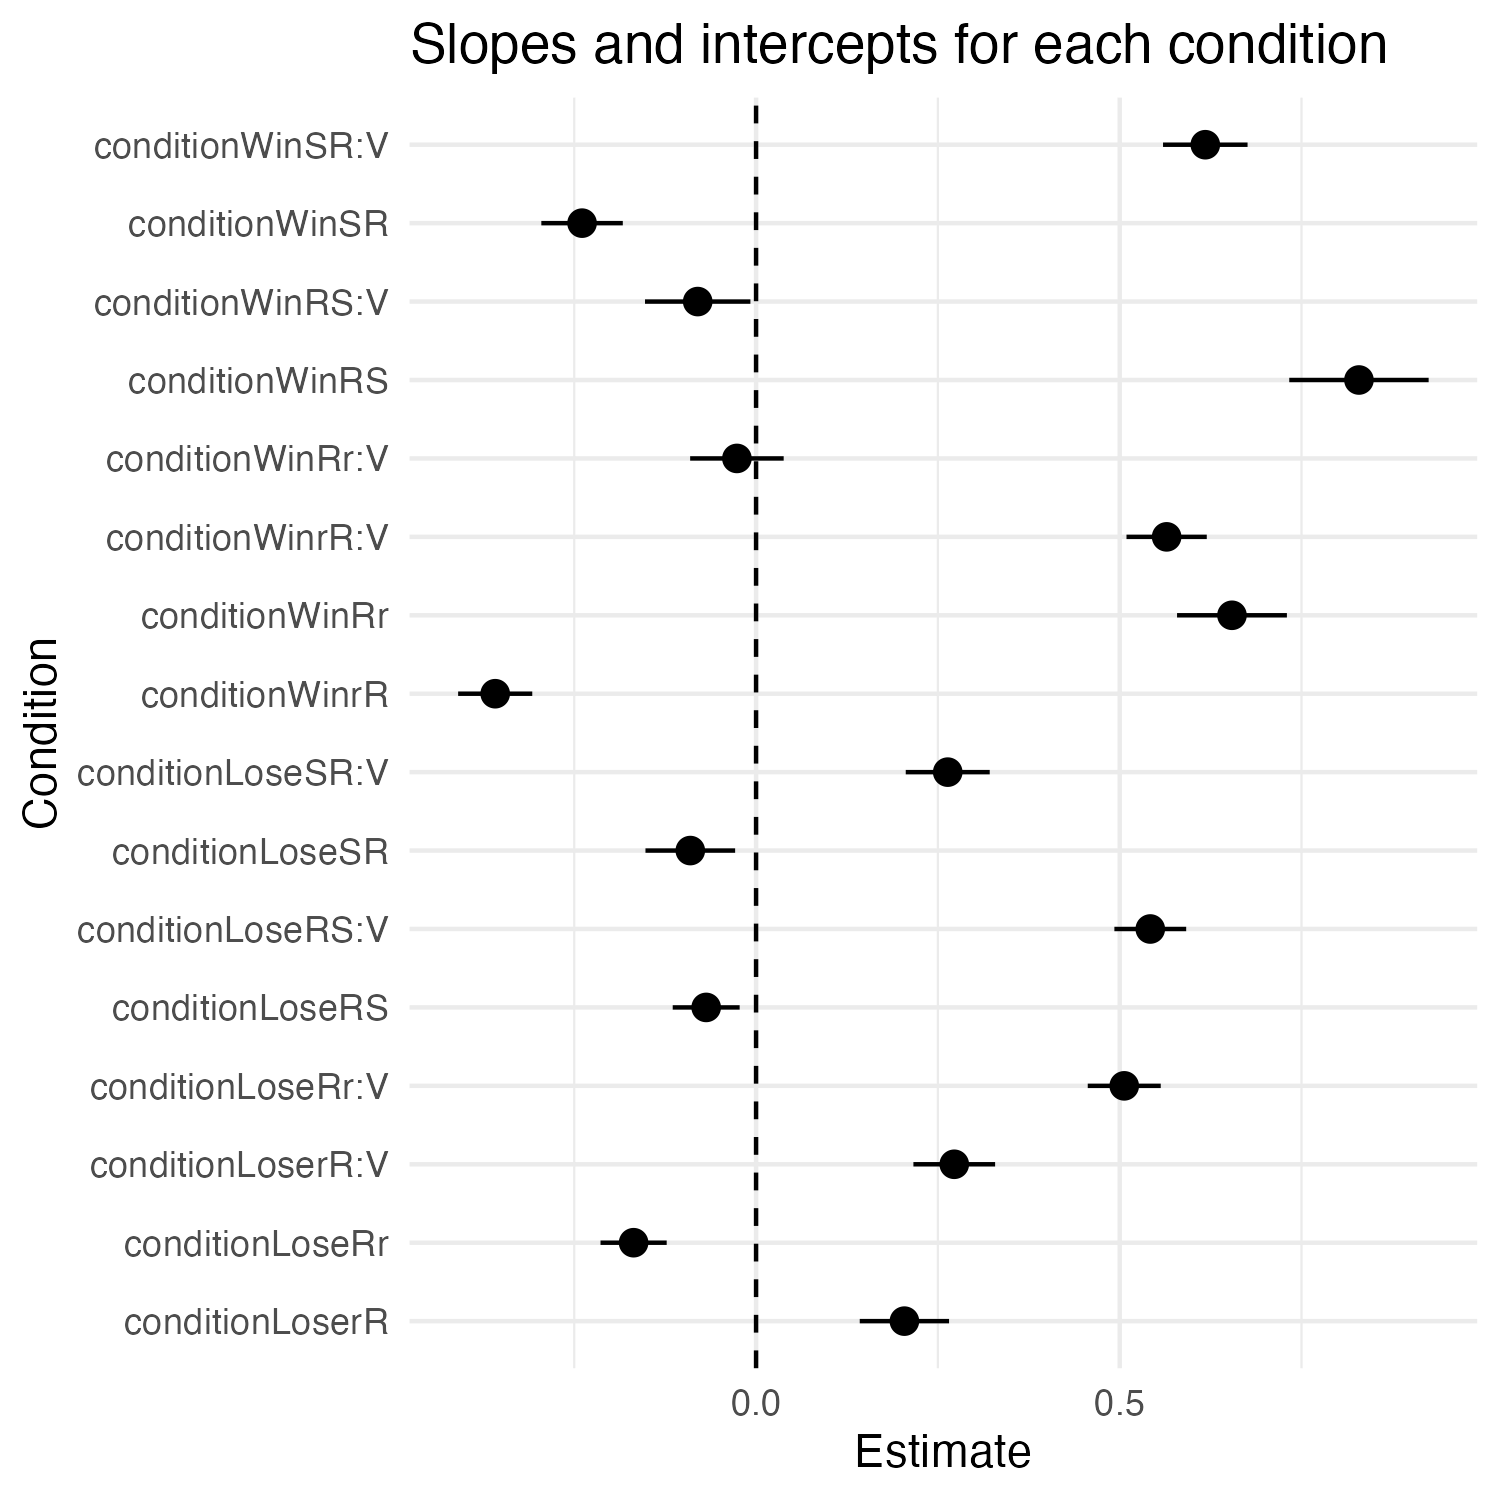 Slopes and intercepts for each condition
conditionWinSR:V
conditionWinSR
conditionWinRS:V
conditionWinRS
conditionWinRr:V
conditionWinrR:V
conditionWinRr
conditionWinrR
conditionLoseSR:V
conditionLoseSR
conditionLoseRS:V
conditionLoseRS
conditionLoseRr:V
conditionLoserR:V
conditionLoseRr
conditionLoserR
Condition
0.0 0.5
Estimate